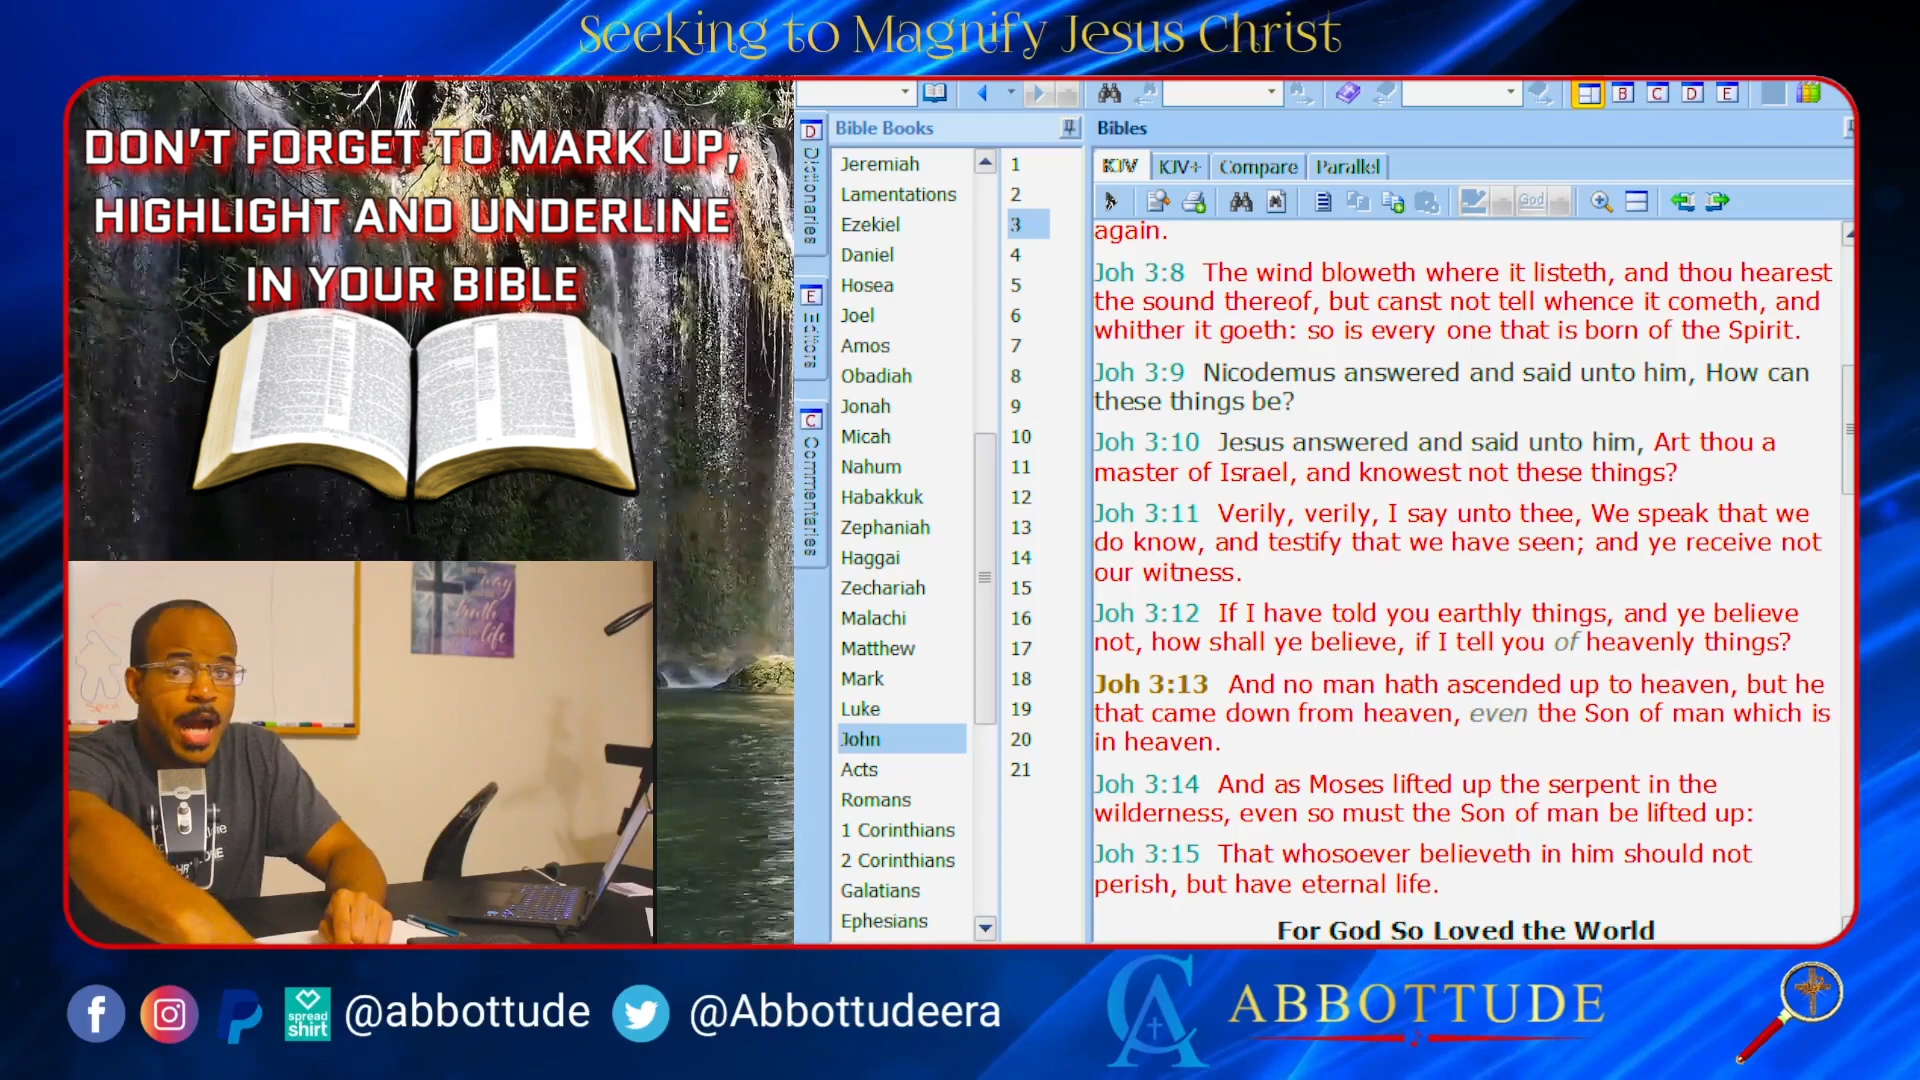 Seeking to Magnify Jesus Christ
DON'T FORGET TO MARK UP,
HIGHLIGHT AND UNDERLINE
IN YOUR BIBLE
way
truth
life
D Dictionaries
E Editors
C Commentaries
Bible Books
Jeremiah
Lamentations
Ezekiel
Daniel
Hosea
Joel
Amos
Obadiah
Jonah
Micah
Nahum
Habakkuk
Zephaniah
Haggai
Zechariah
Malachi
Matthew
Mark
Luke
John
Acts
Romans
1 Corinthians
2 Corinthians
Galatians
Ephesians
1
2
3
4
5
6
7
8
9
10
11
12
13
14
15
16
17
18
19
20
21
B C D E
Bibles
KJV KJV+ Compare Parallel
God
again.
Joh 3:8 The wind bloweth where it listeth, and thou hearest
the sound thereof, but canst not tell whence it cometh, and
whither it goeth: so is every one that is born of the Spirit.
Joh 3:9 Nicodemus answered and said unto him, How can
these things be?
Joh 3:10 Jesus answered and said unto him, Art thou a
master of Israel, and knowest not these things?
Joh 3:11 Verily, verily, I say unto thee, We speak that we
do know, and testify that we have seen; and ye receive not
our witness.
Joh 3:12 If I have told you earthly things, and ye believe
not, how shall ye believe, if I tell you of heavenly things?
Joh 3:13 And no man hath ascended up to heaven, but he
that came down from heaven, even the Son of man which is
in heaven.
Joh 3:14 And as Moses lifted up the serpent in the
wilderness, even so must the Son of man be lifted up:
Joh 3:15 That whosoever believeth in him should not
perish, but have eternal life.
For God So Loved the World
spread
shirt
@abbottude
@Abbottudeera
CA
ABBOTTUDE